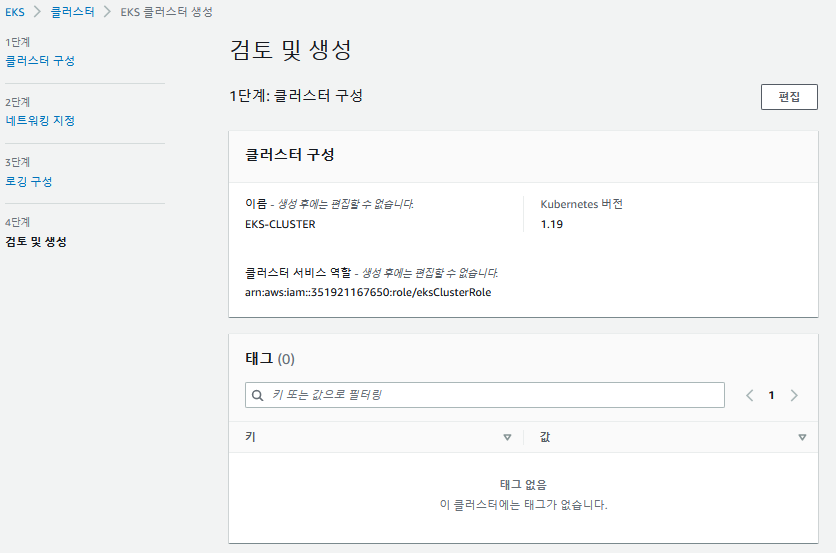 EKS > 클러스터 > EKS 클러스터 생성
1단계
클러스터 구성
2단계
네트워킹 지정
3단계
로깅 구성
4단계
검토 및 생성
검토 및 생성
1단계: 클러스터 구성
편집
클러스터 구성
이름 - 생성 후에는 편집할 수 없습니다.
EKS-CLUSTER
Kubernetes 버전
1.19
클러스터 서비스 역할 - 생성 후에는 편집할 수 없습니다.
arn:aws:iam::351921167650:role/eksClusterRole
태그 (0)
키 또는 값으로 필터링
1
키
값
태그 없음
이 클러스터에는 태그가 없습니다.